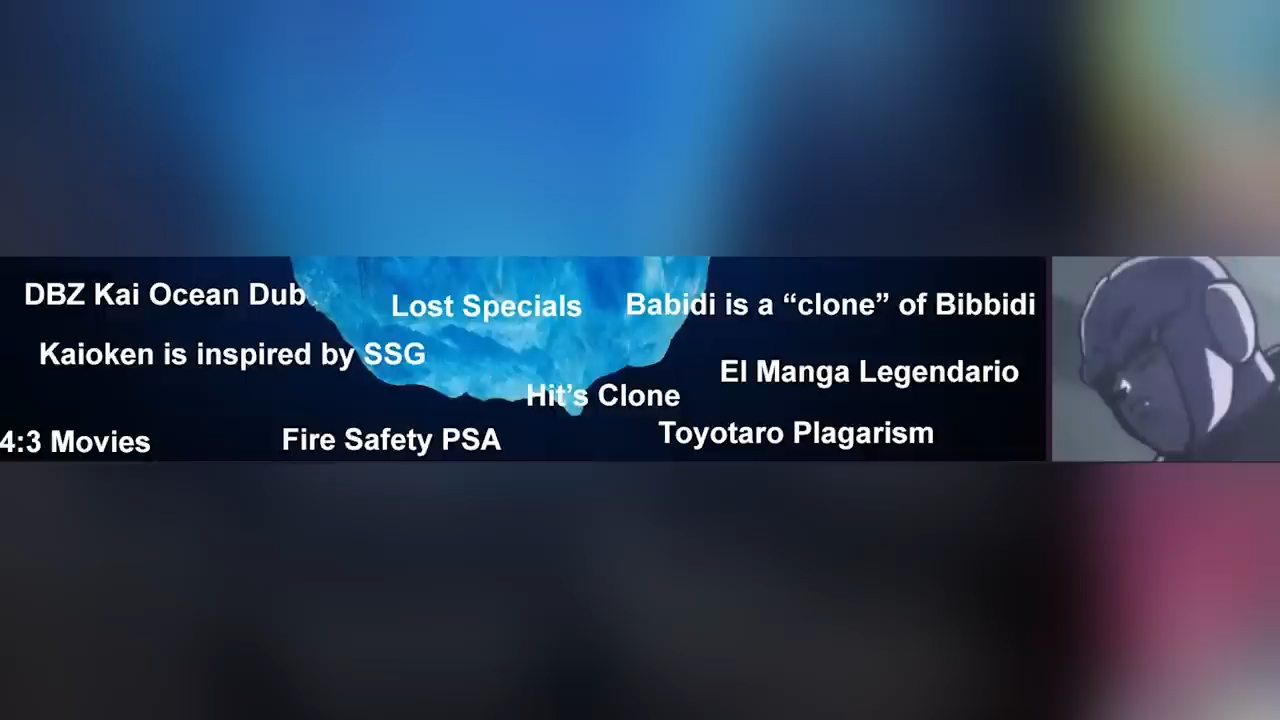 DBZ Kai Ocean Dub
Lost Specials
Babidi is a “clone” of Bibbidi
Kaioken is inspired by SSG
El Manga Legendario
Hit’s Clone
4:3 Movies
Fire Safety PSA
Toyotaro Plagarism